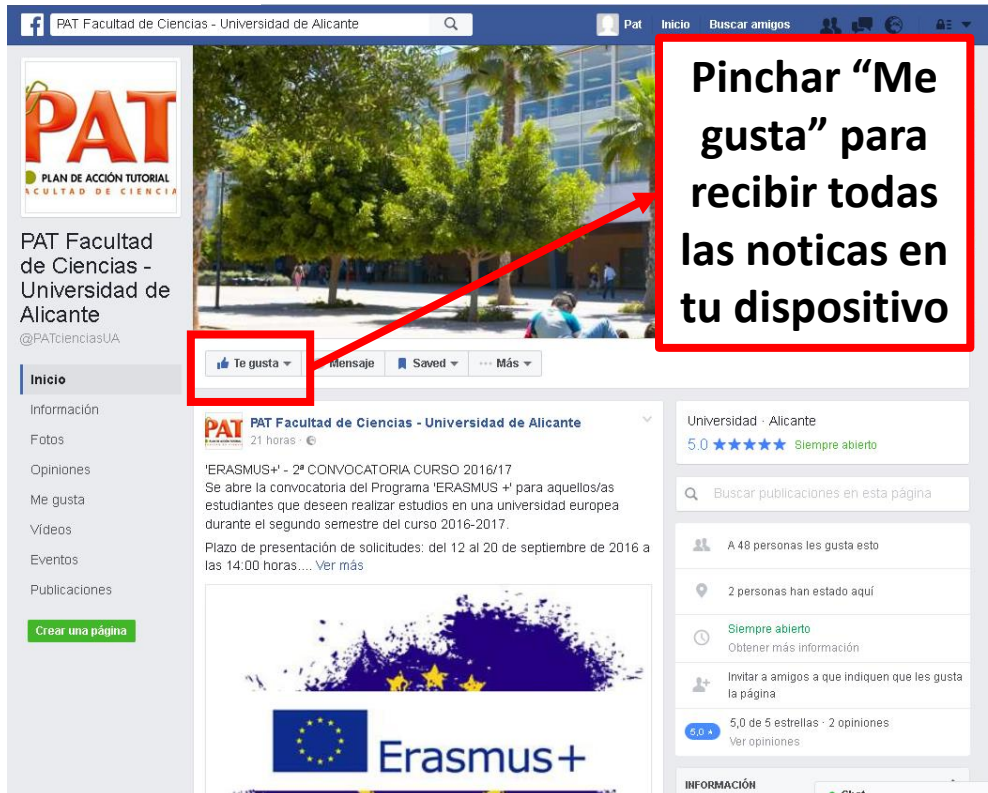 PAT Facultad de Ciencias - Universidad de Alicante
Pat Inicio Buscar amigos
PAT
PLAN DE ACCIÓN TUTORIAL
Pinchar “Me
gusta” para
recibir todas
las noticas en
tu dispositivo
PAT Facultad
de Ciencias -
Universidad de
Alicante
@PATcienciasUA
Inicio
Información
Fotos
Opiniones
Me gusta
Vídeos
Eventos
Publicaciones
Crear una página
Te gusta Mensaje Saved Más
PAT
PAT Facultad de Ciencias - Universidad de Alicante
21 horas ·
'ERASMUS+' - 2ª CONVOCATORIA CURSO 2016/17
Se abre la convocatoria del Programa 'ERASMUS +' para aquellos/as
estudiantes que deseen realizar estudios en una universidad europea
durante el segundo semestre del curso 2016-2017.
Plazo de presentación de solicitudes: del 12 al 20 de septiembre de 2016 a
las 14:00 horas.... Ver más
Erasmus+
Universidad · Alicante
5.0 ★★★★★ Siempre abierto
Buscar publicaciones en esta página
A 48 personas les gusta esto
2 personas han estado aquí
Siempre abierto
Obtener más información
Invitar a amigos a que indiquen que les gusta
la página
5,0
5,0 de 5 estrellas · 2 opiniones
Ver opiniones
INFORMACIÓN
Chat